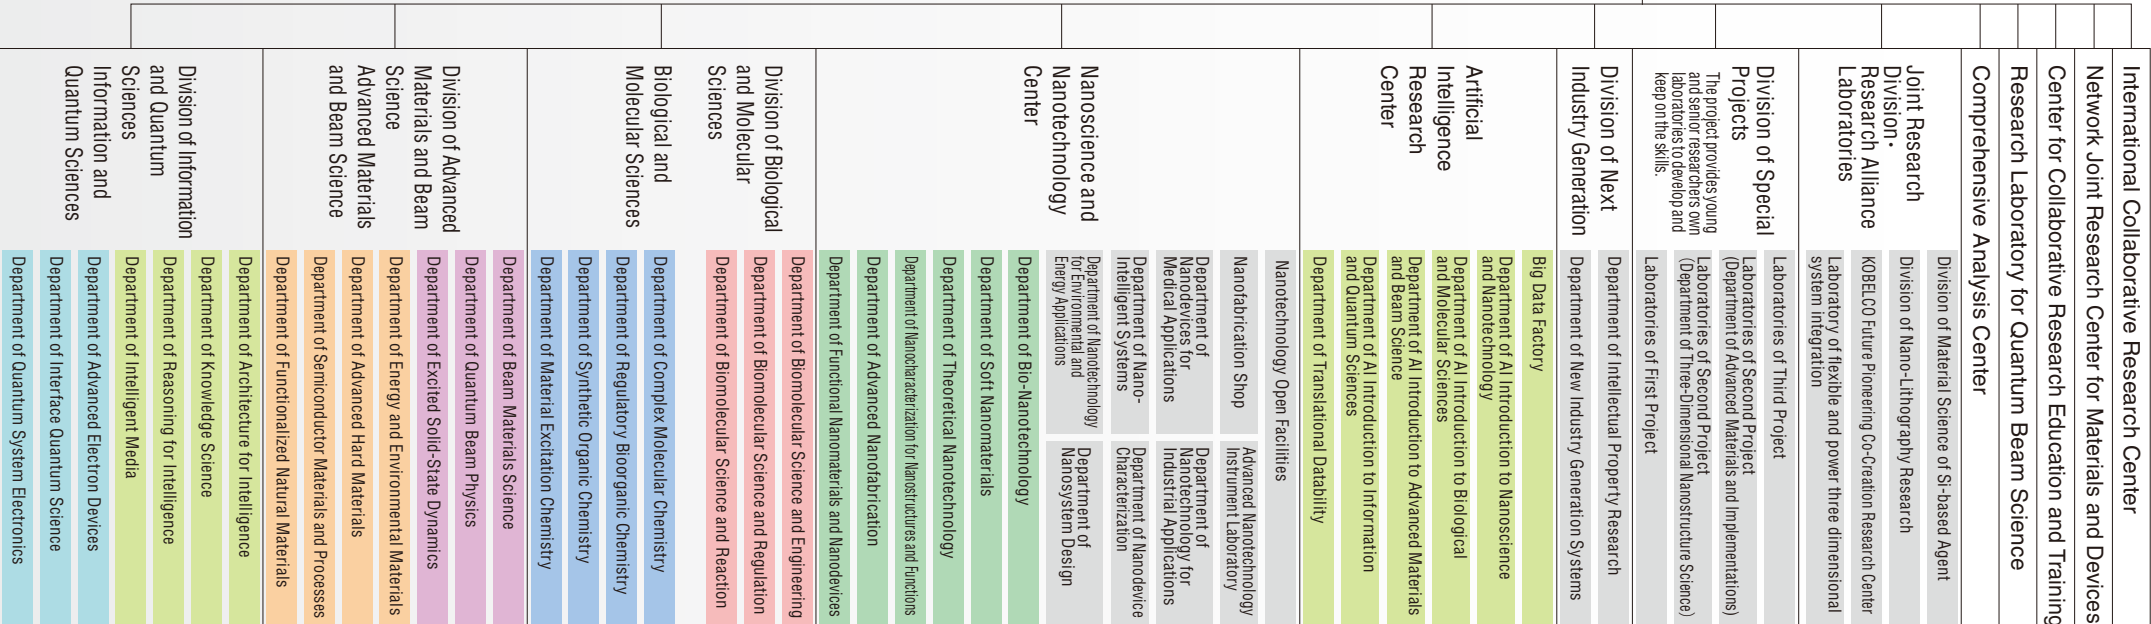 International Collaborative Research Center
Network Joint Research Center for Materials and Devices
Center for Collaborative Research Education and Training
Research Laboratory for Quantum Beam Science
Comprehensive Analysis Center
Joint Research
Division・
Research Alliance
Laboratories
Division of Material Science of Si-based Agent
Division of Nano-Lithography Research
KOBELCO Future Pioneering Co-Creation Research Center
Laboratory of flexible and power three dimensional
system integration
Division of Special
Projects
The project provides young
and senior researchers own
laboratories to develop and
keep on the skills.
Laboratories of Third Project
Laboratories of Second Project
(Department of Advanced Materials and Implementations)
Laboratories of Second Project
(Department of Three-Dimensional Nanostructure Science)
Laboratories of First Project
Division of Next
Industry Generation
Department of Intellectual Property Research
Department of New Industry Generation Systems
Artificial
Intelligence
Research
Center
Big Data Factory
Department of AI Introduction to Nanoscience
and Nanotechnology
Department of AI Introduction to Biological
and Molecular Sciences
Department of AI Introduction to Advanced Materials
and Beam Science
Department of AI Introduction to Information
and Quantum Sciences
Department of Translational Datability
Nanoscience and
Nanotechnology
Center
Nanotechnology Open Facilities
Nanofabrication Shop
Advanced Nanotechnology
Instrument Laboratory
Department of
Nanodevices for
Medical Applications
Department of
Nanotechnology for
Industrial Applications
Department of Nano-
Intelligent Systems
Department of Nanodevice
Characterization
Department of Nanotechnology
for Environmental and
Energy Applications
Department of
Nanosystem Design
Department of Bio-Nanotechnology
Department of Soft Nanomaterials
Department of Theoretical Nanotechnology
Department of Nanocharacterization for Nanostructures and Functions
Department of Advanced Nanofabrication
Department of Functional Nanomaterials and Nanodevices
Division of Biological
and Molecular
Sciences
Department of Biomolecular Science and Engineering
Department of Biomolecular Science and Regulation
Department of Biomolecular Science and Reaction
Biological and
Molecular Sciences
Department of Complex Molecular Chemistry
Department of Regulatory Bioorganic Chemistry
Department of Synthetic Organic Chemistry
Department of Material Excitation Chemistry
Division of Advanced
Materials and Beam
Science
Advanced Materials
and Beam Science
Department of Beam Materials Science
Department of Quantum Beam Physics
Department of Excited Solid-State Dynamics
Department of Energy and Environmental Materials
Department of Advanced Hard Materials
Department of Semiconductor Materials and Processes
Department of Functionalized Natural Materials
Division of Information
and Quantum
Sciences
Information and
Quantum Sciences
Department of Architecture for Intelligence
Department of Knowledge Science
Department of Reasoning for Intelligence
Department of Intelligent Media
Department of Advanced Electron Devices
Department of Interface Quantum Science
Department of Quantum System Electronics